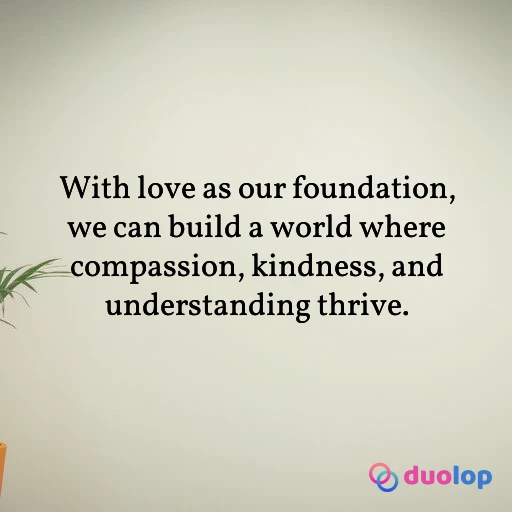 With love as our foundation,
we can build a world where
compassion, kindness, and
understanding thrive.
duolop